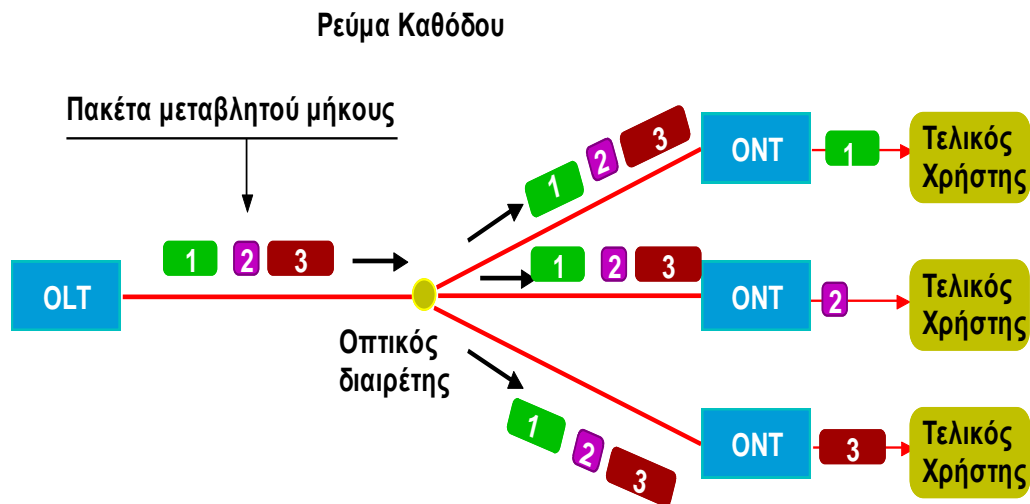 Ρεύμα Καθόδου
Πακέτα μεταβλητού μήκους
1 2 3
ONT
1
Τελικός
Χρήστης
OLT
1 2 3
1 2 3
ONT
2
Τελικός
Χρήστης
Οπτικός
διαιρέτης
1 2 3
ONT
3
Τελικός
Χρήστης